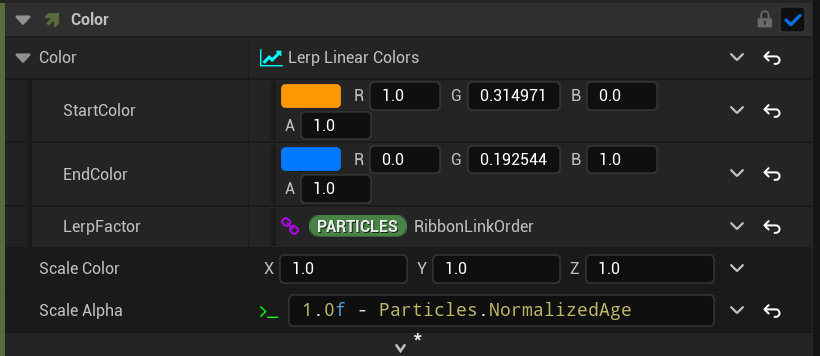 Color
Color Lerp Linear Colors
StartColor R 1.0 G 0.314971 B 0.0
A 1.0
EndColor R 0.0 G 0.192544 B 1.0
A 1.0
LerpFactor PARTICLES RibbonLinkOrder
Scale Color X 1.0 Y 1.0 Z 1.0
Scale Alpha >_ 1.0f - Particles.NormalizedAge
*